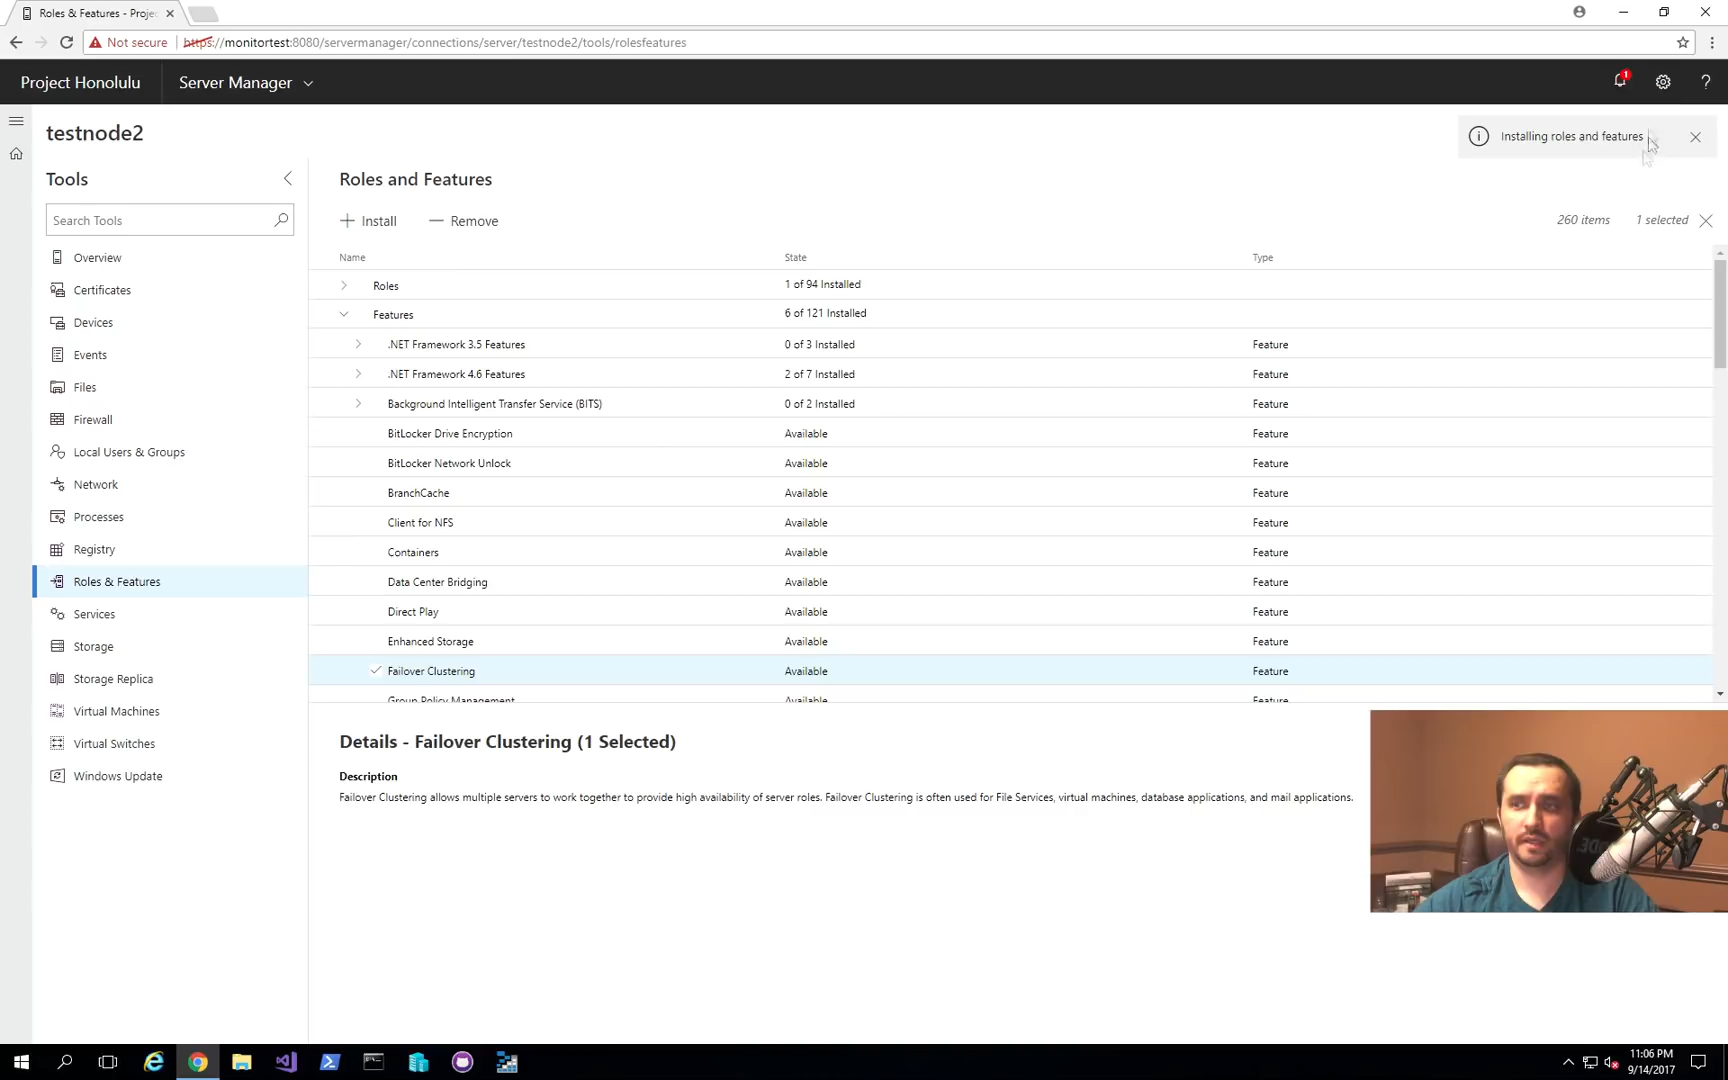 Roles & Features - Proje
Not secure
https://monitortest:8080/servermanager/connections/server/testnode2/tools/rolesfeatures
Project Honolulu
Server Manager
1
?
testnode2
Installing roles and features
Tools
Search Tools
Overview
Certificates
Devices
Events
Files
Firewall
Local Users & Groups
Network
Processes
Registry
Roles & Features
Services
Storage
Storage Replica
Virtual Machines
Virtual Switches
Windows Update
Roles and Features
Install
Remove
260 items
1 selected
Name State Type
Roles 1 of 94 Installed
Features 6 of 121 Installed
.NET Framework 3.5 Features 0 of 3 Installed Feature
.NET Framework 4.6 Features 2 of 7 Installed Feature
Background Intelligent Transfer Service (BITS) 0 of 2 Installed Feature
BitLocker Drive Encryption Available Feature
BitLocker Network Unlock Available Feature
BranchCache Available Feature
Client for NFS Available Feature
Containers Available Feature
Data Center Bridging Available Feature
Direct Play Available Feature
Enhanced Storage Available Feature
Failover Clustering Available Feature
Group Policy Management Available Feature
Details - Failover Clustering (1 Selected)
Description
Failover Clustering allows multiple servers to work together to provide high availability of server roles. Failover Clustering is often used for File Services, virtual machines, database applications, and mail applications.
11:06 PM
9/14/2017